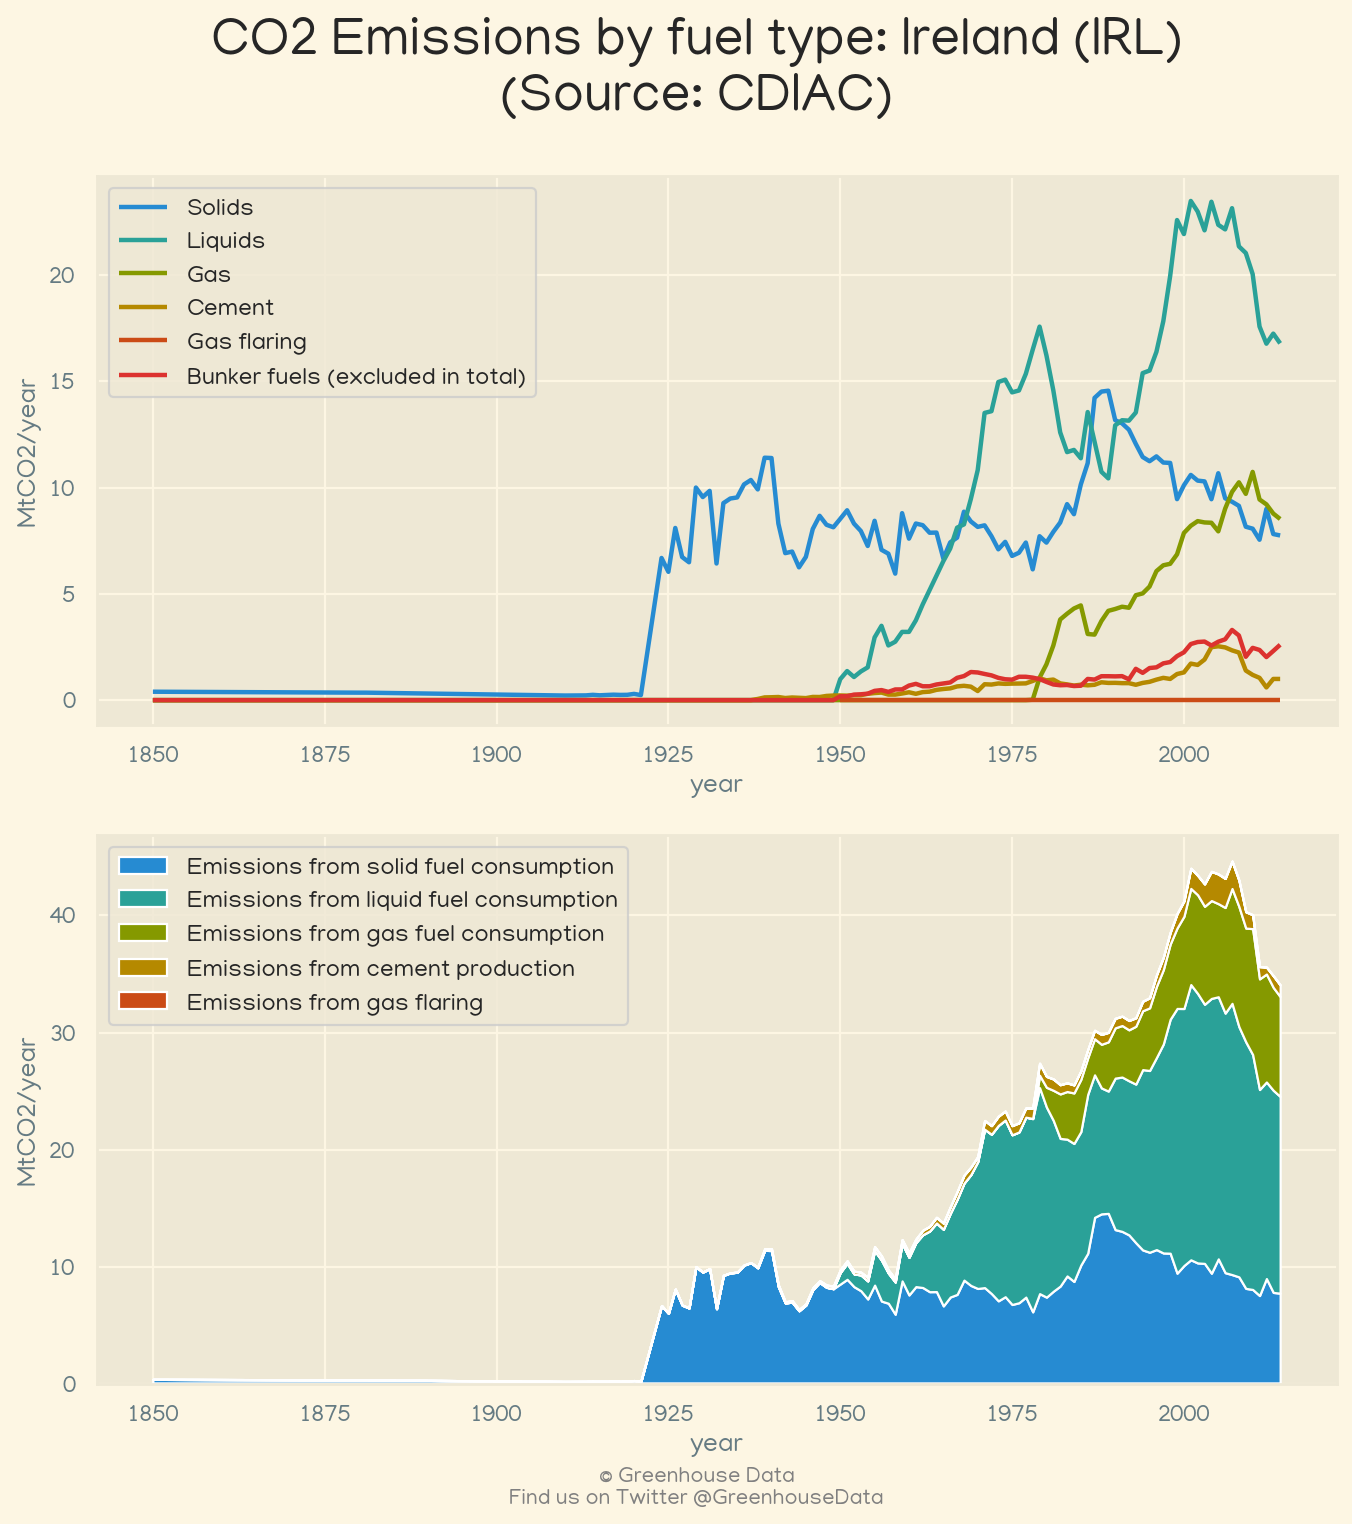 CO2 Emissions by fuel type: Ireland (IRL)
(Source: CDIAC)
Solids
Liquids
Gas
Cement
Gas flaring
Bunker fuels (excluded in total)
MtCO2/year
20
15
10
5
0
1850 1875 1900 1925 1950 1975 2000
year
Emissions from solid fuel consumption
Emissions from liquid fuel consumption
Emissions from gas fuel consumption
Emissions from cement production
Emissions from gas flaring
MtCO2/year
40
30
20
10
0
1850 1875 1900 1925 1950 1975 2000
year
© Greenhouse Data
Find us on Twitter @GreenhouseData